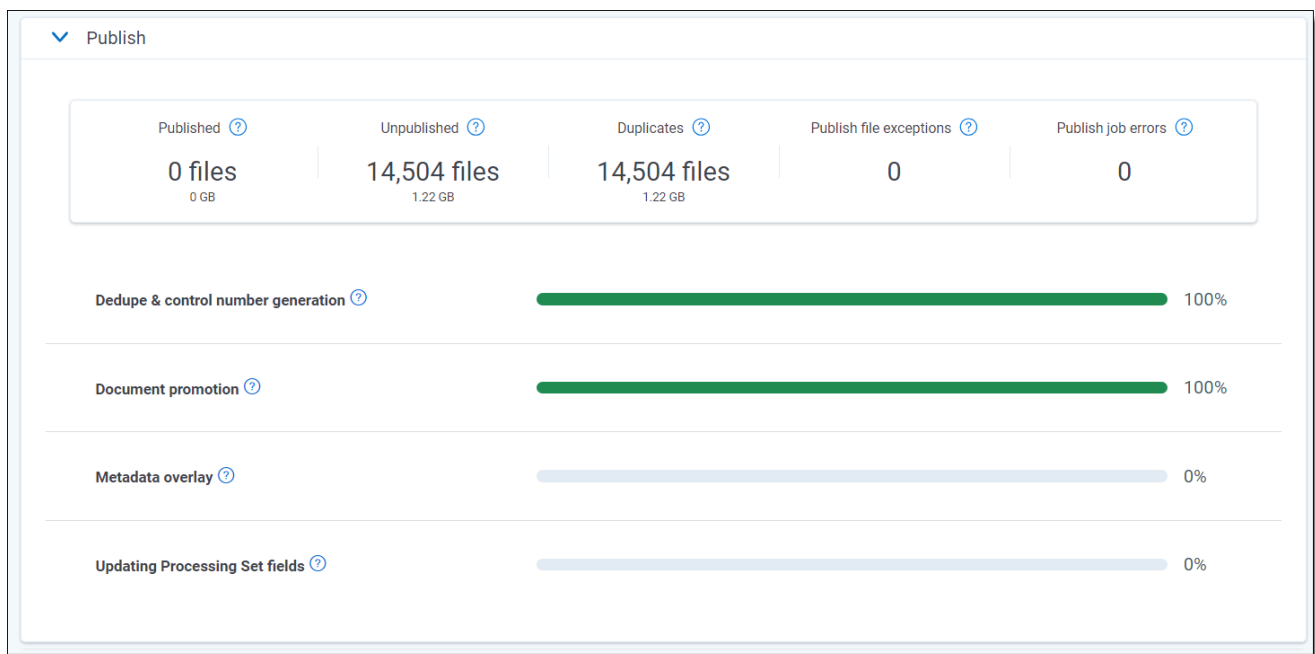 Publish
Published ?
Unpublished ?
Duplicates ?
Publish file exceptions ?
Publish job errors ?
0 files
14,504 files
14,504 files
0
0
0 GB
1.22 GB
1.22 GB
Dedupe & control number generation ?
100%
Document promotion ?
100%
Metadata overlay ?
0%
Updating Processing Set fields ?
0%